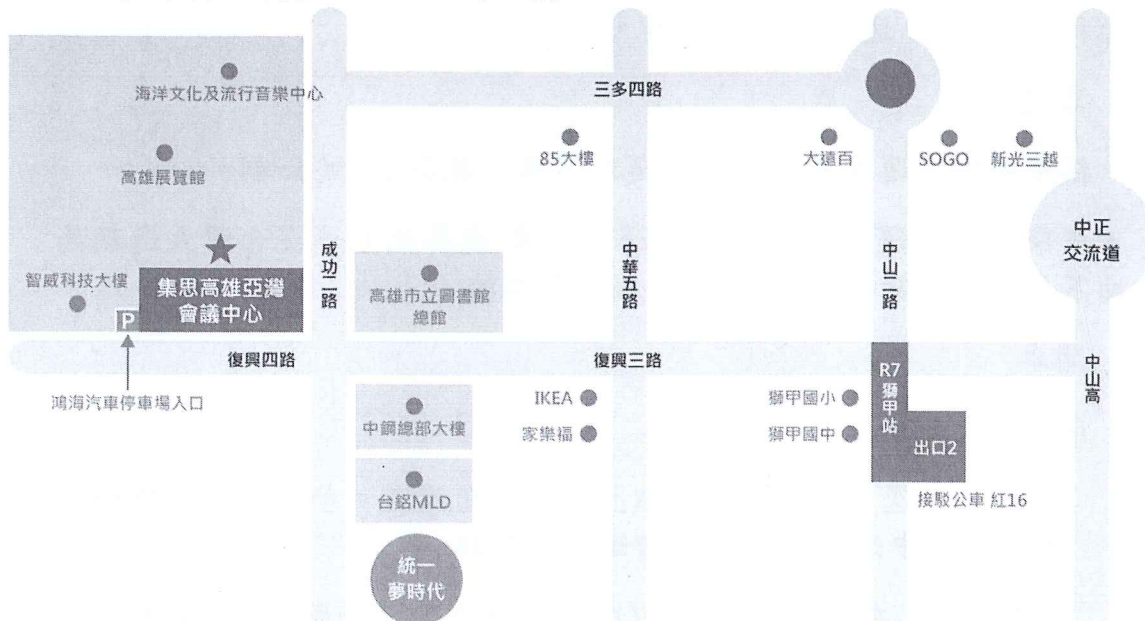 海洋文化及流行音樂中心
三多四路
85大樓
大遠百
SOGO
新光三越
高雄展覽館
成功二路
中華五路
中山二路
中正
交流道
智威科技大樓
集思高雄亞灣
會議中心
高雄市立圖書館
總館
P
復興四路
復興三路
R7
獅甲站
中山高
鴻海汽車停車場入口
中鋼總部大樓
IKEA
家樂福
獅甲國小
獅甲國中
出口2
台鋁MLD
接駁公車 紅16
統一
夢時代